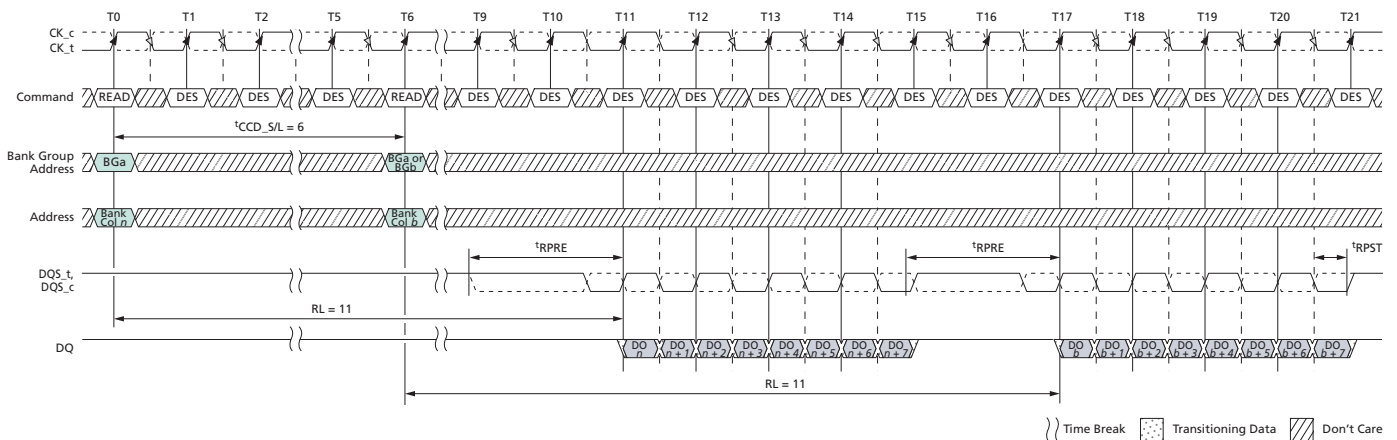 T0 T1 T2 T5 T6 T9 T10 T11 T12 T13 T14 T15 T16 T17 T18 T19 T20 T21
CK_c
CK_t
Command READ DES DES DES READ DES DES DES DES DES DES DES DES DES DES DES DES DES
tCCD_S/L = 6
Bank Group
Address
BGa
BGa or
BGb
Address
Bank
Col n
Bank
Col b
tRPRE tRPRE tRPST
DQS_t,
DQS_c
RL = 11
DQ
DO
n
DO
n + 1
DO
n + 2
DO
n + 3
DO
n + 4
DO
n + 5
DO
n + 6
DO
n + 7
DO
b
DO
b + 1
DO
b + 2
DO
b + 3
DO
b + 4
DO
b + 5
DO
b + 6
DO
b + 7
RL = 11
Time Break Transitioning Data Don't Care